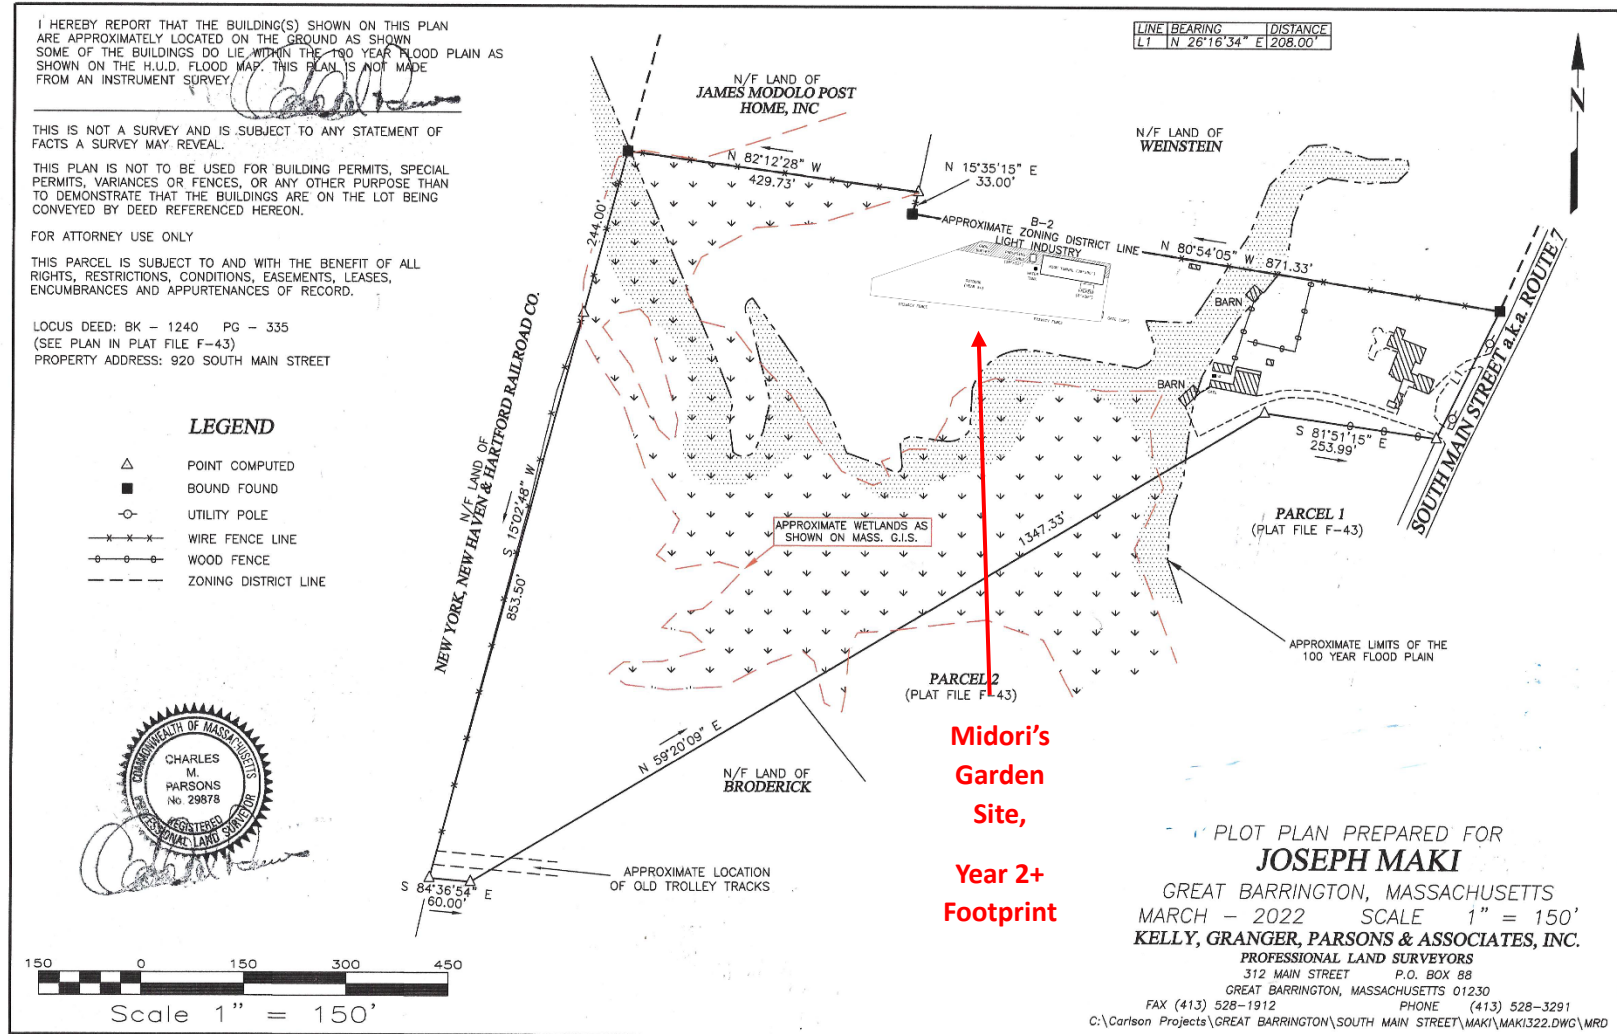 I HEREBY REPORT THAT THE BUILDING(S) SHOWN ON THIS PLAN
ARE APPROXIMATELY LOCATED ON THE GROUND AS SHOWN
SOME OF THE BUILDINGS DO LIE WITHIN THE 100 YEAR FLOOD PLAIN AS
SHOWN ON THE H.U.D. FLOOD MAP. THIS PLAN IS NOT MADE
FROM AN INSTRUMENT SURVEY.
THIS IS NOT A SURVEY AND IS SUBJECT TO ANY STATEMENT OF
FACTS A SURVEY MAY REVEAL.
THIS PLAN IS NOT TO BE USED FOR BUILDING PERMITS, SPECIAL
PERMITS, VARIANCES OR FENCES, OR ANY OTHER PURPOSE THAN
TO DEMONSTRATE THAT THE BUILDINGS ARE ON THE LOT BEING
CONVEYED BY DEED REFERENCED HEREON.
FOR ATTORNEY USE ONLY
THIS PARCEL IS SUBJECT TO AND WITH THE BENEFIT OF ALL
RIGHTS, RESTRICTIONS, CONDITIONS, EASEMENTS, LEASES,
ENCUMBRANCES AND APPURTENANCES OF RECORD.
LOCUS DEED: BK - 1240 PG - 335
(SEE PLAN IN PLAT FILE F-43)
PROPERTY ADDRESS: 920 SOUTH MAIN STREET
LEGEND
POINT COMPUTED
BOUND FOUND
UTILITY POLE
WIRE FENCE LINE
WOOD FENCE
ZONING DISTRICT LINE
LINE BEARING DISTANCE
L1 N 26°16'34" E 208.00'
N
N/F LAND OF
JAMES MODOLO POST
HOME, INC
N/F LAND OF
WEINSTEIN
N 82°12'28" W
429.73'
N 15°35'15" E
33.00'
B-2
APPROXIMATE ZONING DISTRICT LINE
LIGHT INDUSTRY
N 80°54'05" W 871.33'
BARN
BARN
SOUTH MAIN STREET a.k.a. ROUTE 7
S 81°51'15" E
253.99'
PARCEL 1
(PLAT FILE F-43)
244.00'
N/F LAND OF
NEW YORK, NEW HAVEN & HARTFORD RAILROAD CO.
S 15°02'48" W
853.50'
APPROXIMATE WETLANDS AS
SHOWN ON MASS. G.I.S.
1347.33'
N 59°20'09" E
APPROXIMATE LIMITS OF THE
100 YEAR FLOOD PLAIN
PARCEL 2
(PLAT FILE F-43)
N/F LAND OF
BRODERICK
APPROXIMATE LOCATION
OF OLD TROLLEY TRACKS
S 84°36'54" E
60.00'
Midori's
Garden
Site,
Year 2+
Footprint
COMMONWEALTH OF MASSACHUSETTS
CHARLES
M.
PARSONS
No. 29878
REGISTERED
PROFESSIONAL LAND SURVEYOR
150 0 150 300 450
Scale 1" = 150'
PLOT PLAN PREPARED FOR
JOSEPH MAKI
GREAT BARRINGTON, MASSACHUSETTS
MARCH - 2022 SCALE 1" = 150'
KELLY, GRANGER, PARSONS & ASSOCIATES, INC.
PROFESSIONAL LAND SURVEYORS
312 MAIN STREET P.O. BOX 88
GREAT BARRINGTON, MASSACHUSETTS 01230
FAX (413) 528-1912 PHONE (413) 528-3291
C:\Carlson Projects\GREAT BARRINGTON\SOUTH MAIN STREET\MAKI\MAKI322.DWG\MRD